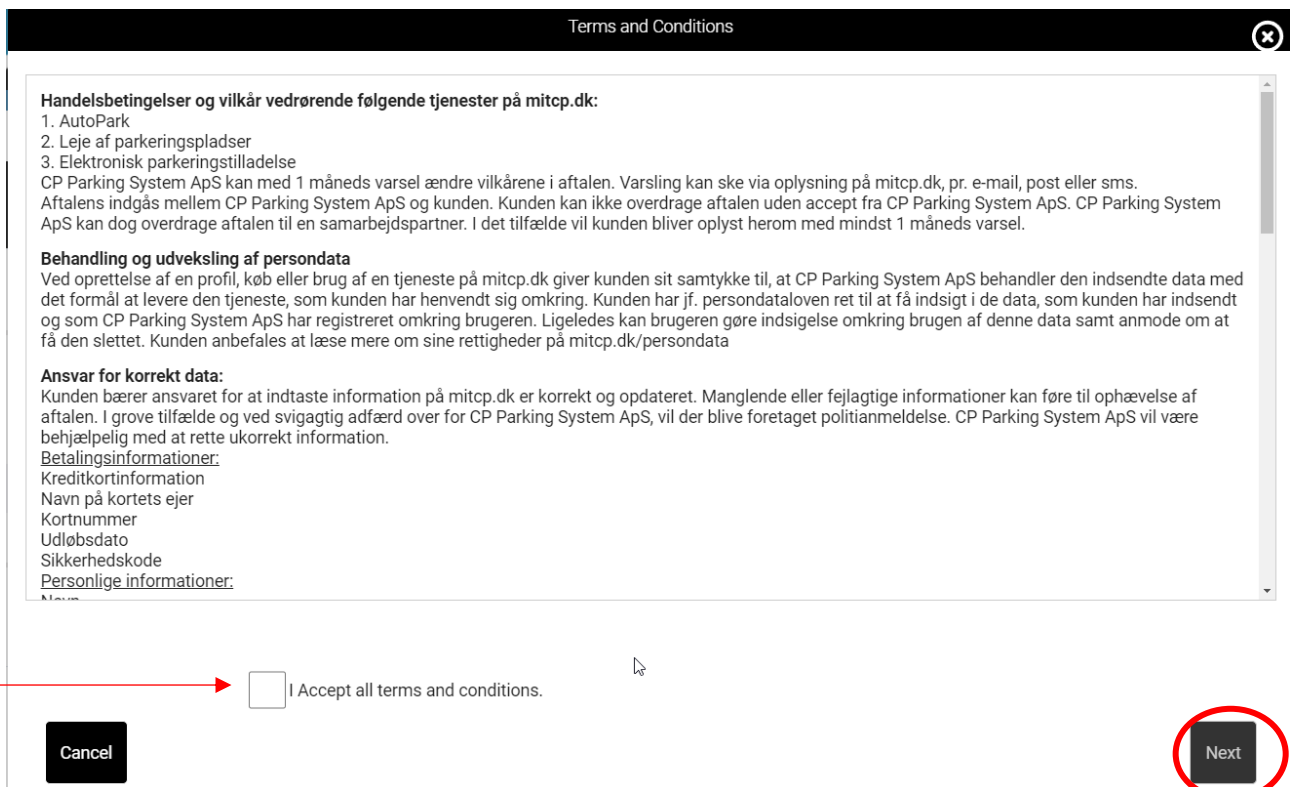 Terms and Conditions
Handelsbetingelser og vilkår vedrørende følgende tjenester på mitcp.dk:
1. AutoPark
2. Leje af parkeringspladser
3. Elektronisk parkeringstilladelse
CP Parking System ApS kan med 1 måneds varsel ændre vilkårene i aftalen. Varsling kan ske via oplysning på mitcp.dk, pr. e-mail, post eller sms.
Aftalens indgås mellem CP Parking System ApS og kunden. Kunden kan ikke overdrage aftalen uden accept fra CP Parking System ApS. CP Parking System
ApS kan dog overdrage aftalen til en samarbejdspartner. I det tilfælde vil kunden bliver oplyst herom med mindst 1 måneds varsel.
Behandling og udveksling af persondata
Ved oprettelse af en profil, køb eller brug af en tjeneste på mitcp.dk giver kunden sit samtykke til, at CP Parking System ApS behandler den indsendte data med
det formål at levere den tjeneste, som kunden har henvendt sig omkring. Kunden har jf. persondataloven ret til at få indsigt i de data, som kunden har indsendt
og som CP Parking System ApS har registreret omkring brugeren. Ligeledes kan brugeren gøre indsigelse omkring brugen af denne data samt anmode om at
få den slettet. Kunden anbefales at læse mere om sine rettigheder på mitcp.dk/persondata
Ansvar for korrekt data:
Kunden bærer ansvaret for at indtaste information på mitcp.dk er korrekt og opdateret. Manglende eller fejlagtige informationer kan føre til ophævelse af
aftalen. I grove tilfælde og ved svigagtig adfærd over for CP Parking System ApS, vil der blive foretaget politianmeldelse. CP Parking System ApS vil være
behjælpelig med at rette ukorrekt information.
Betalingsinformationer:
Kreditkortinformation
Navn på kortets ejer
Kortnummer
Udløbsdato
Sikkerhedskode
Personlige informationer:
Navn
I Accept all terms and conditions.
Cancel
Next